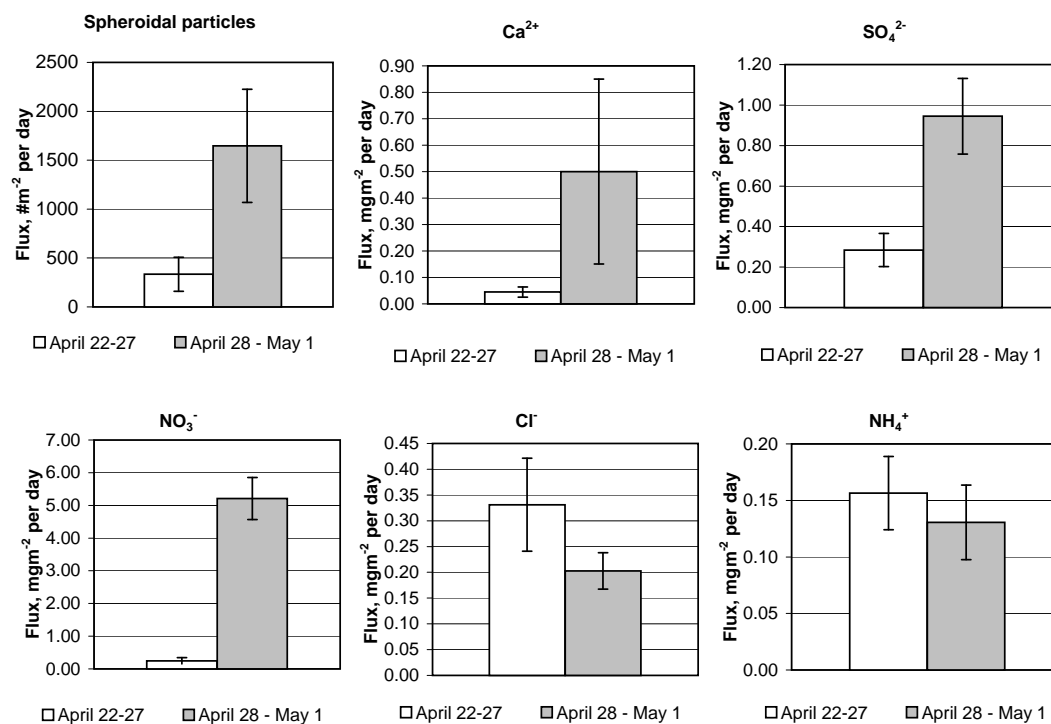 Spheroidal particles
Flux, #m⁻² per day
2500
2000
1500
1000
500
0
April 22-27 April 28 - May 1
Ca²⁺
Flux, mgm⁻² per day
0.90
0.80
0.70
0.60
0.50
0.40
0.30
0.20
0.10
0.00
April 22-27 April 28 - May 1
SO₄²⁻
Flux, mgm⁻² per day
1.20
1.00
0.80
0.60
0.40
0.20
0.00
April 22-27 April 28 - May 1
NO₃⁻
Flux, mgm⁻² per day
7.00
6.00
5.00
4.00
3.00
2.00
1.00
0.00
April 22-27 April 28 - May 1
Cl⁻
Flux, mgm⁻² per day
0.45
0.40
0.35
0.30
0.25
0.20
0.15
0.10
0.05
0.00
April 22-27 April 28 - May 1
NH₄⁺
Flux, mgm⁻² per day
0.20
0.15
0.10
0.05
0.00
April 22-27 April 28 - May 1